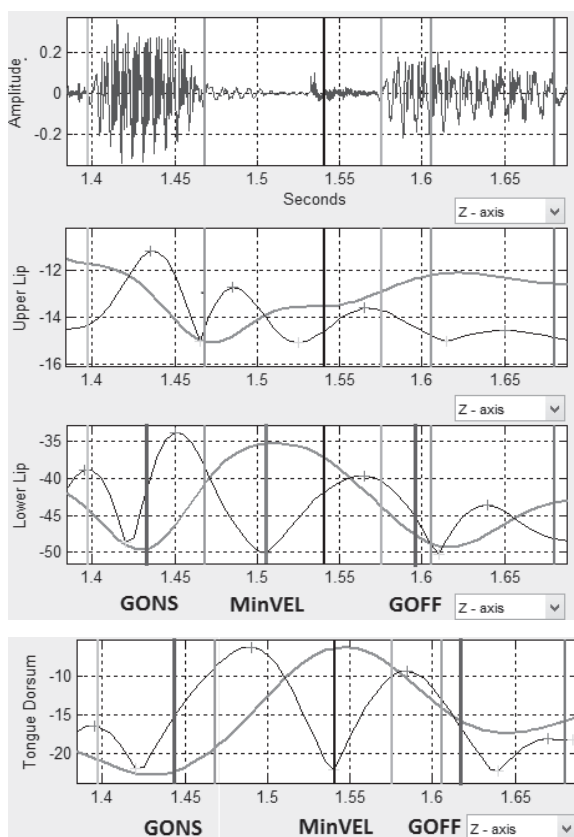 0.2
0
-0.2
Amplitude
1.4 1.45 1.5 1.55 1.6 1.65
Seconds
Z - axis
-12
-14
-16
Upper Lip
1.4 1.45 1.5 1.55 1.6 1.65
Z - axis
-35
-40
-45
-50
Lower Lip
1.4 1.45 1.5 1.55 1.6 1.65
GONS MinVEL GOFF Z - axis
-10
-15
-20
Tongue Dorsum
1.4 1.45 1.5 1.55 1.6 1.65
GONS MinVEL GOFF Z - axis